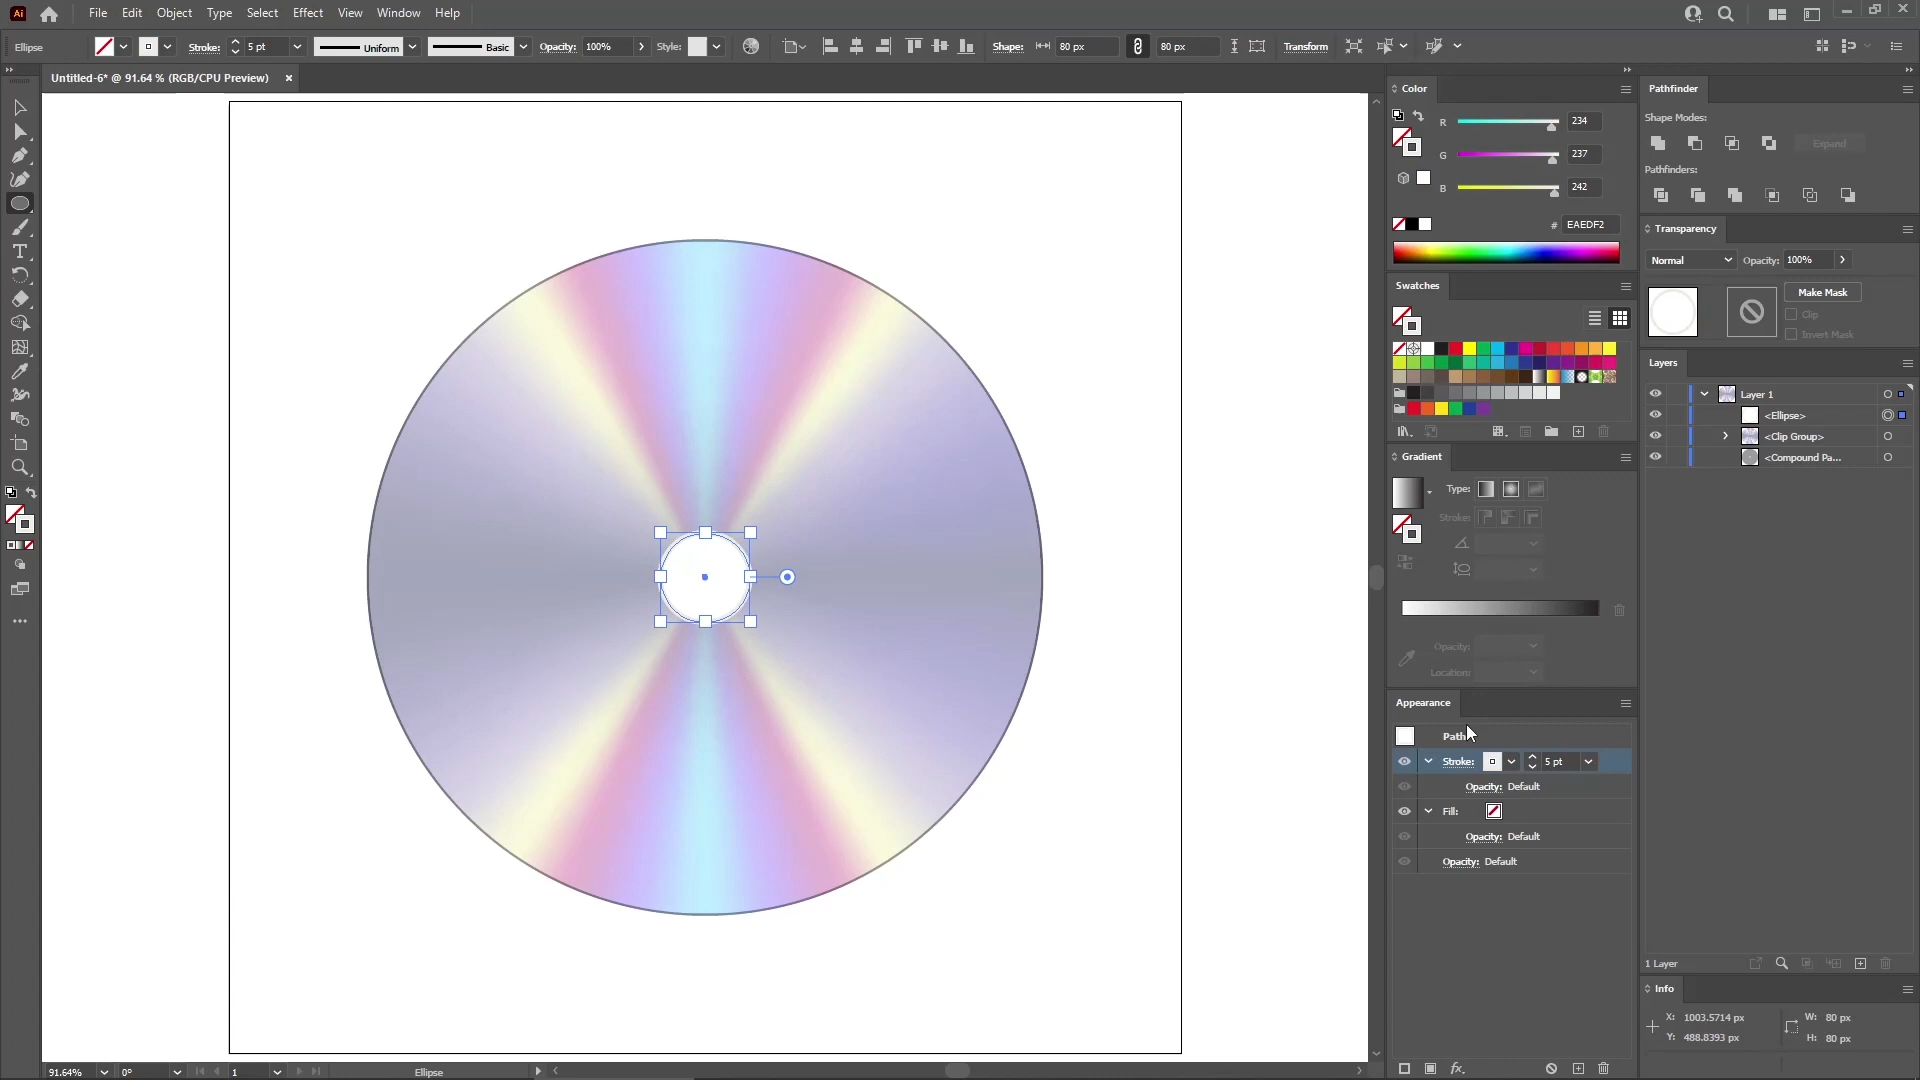 Ai File Edit Object Type Select Effect View Window Help
Ellipse Stroke: 5 pt Uniform Basic Opacity: 100% Style: Shape: 80 px 80 px Transform
Untitled-6* @ 91.64 % (RGB/CPU Preview)
Color
R 234
G 237
B 242
# EAEDF2
Swatches
Gradient
Type:
Stroke:
Opacity:
Location:
Appearance
Path
Stroke: 5 pt
Opacity: Default
Fill:
Opacity: Default
Opacity: Default
Pathfinder
Shape Modes:
Expand
Pathfinders:
Transparency
Normal Opacity: 100%
Make Mask
Clip
Invert Mask
Layers
Layer 1
<Ellipse>
<Clip Group>
<Compound Pa...
1 Layer
Info
X: 1003.5714 px W: 80 px
Y: 488.8393 px H: 80 px
91.64% 0° 1 Ellipse